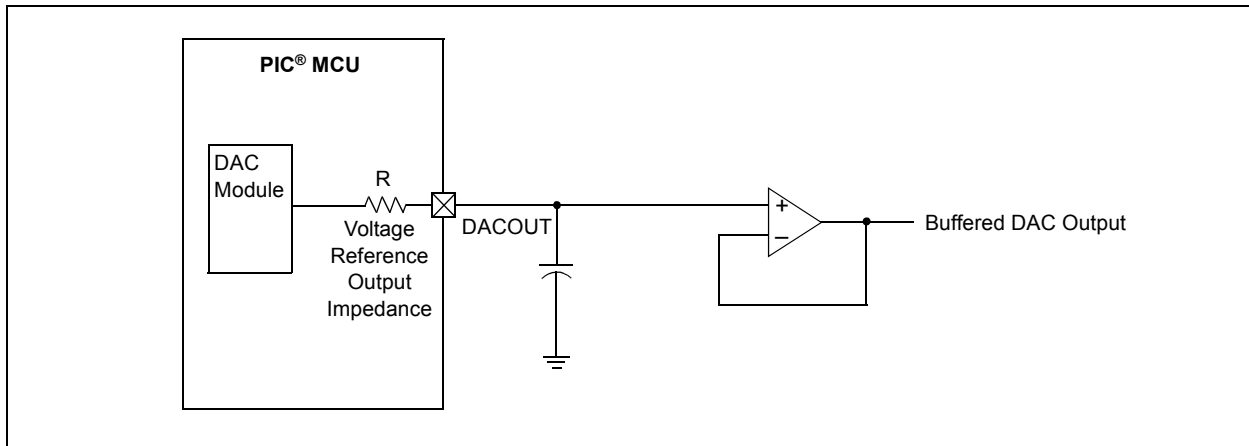 PIC® MCU
DAC
Module
R
Voltage
Reference
Output
Impedance
DACOUT
+
–
Buffered DAC Output